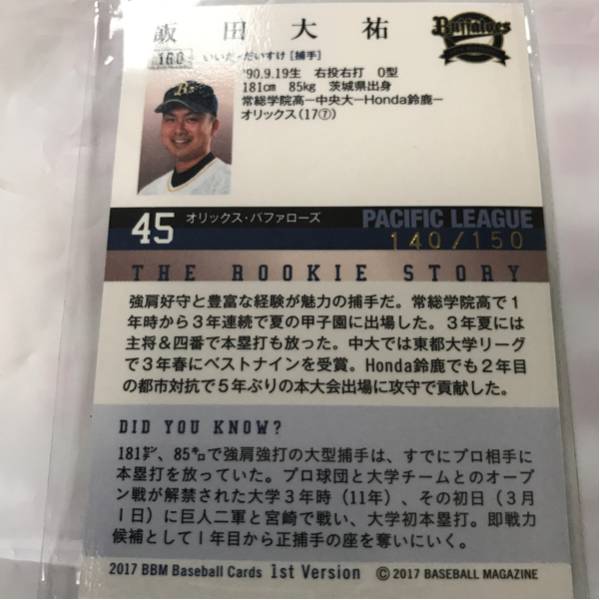 飯田大祐
Buffaloes
160 いいだ・だいすけ [捕手]
'90.9.19生 右投右打 O型
181cm 85kg 茨城県出身
常総学院高ー中央大ーHonda鈴鹿ー
オリックス(17⑦)
45 オリックス・バファローズ PACIFIC LEAGUE
140/150
THE ROOKIE STORY
強肩好守と豊富な経験が魅力の捕手だ。常総学院高で1
年時から3年連続で夏の甲子園に出場した。3年夏には
主将&四番で本塁打も放った。中大では東都大学リーグ
で3年春にベストナインを受賞。Honda鈴鹿でも2年目
の都市対抗で5年ぶりの本大会出場に攻守で貢献した。
DID YOU KNOW?
181㌢、85㌔で強肩強打の大型捕手は、すでにプロ相手に
本塁打を放っていた。プロ球団と大学チームとのオープ
ン戦が解禁された大学3年時(11年)、その初日(3月
1日)に巨人二軍と宮崎で戦い、大学初本塁打。即戦力
候補として1年目から正捕手の座を奪いにいく。
2017 BBM Baseball Cards 1st Version ©2017 BASEBALL MAGAZINE